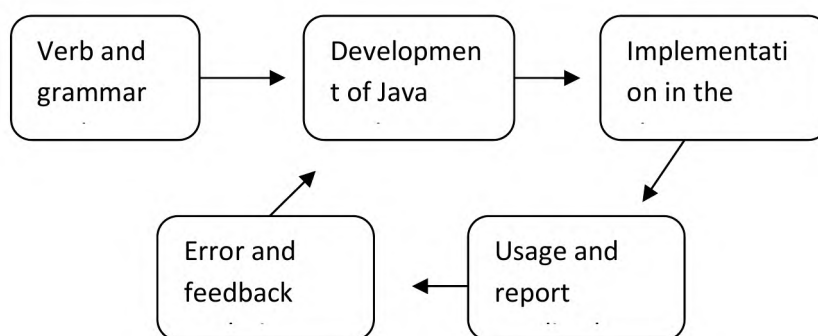 Verb and
grammar
Developmen
t of Java
Implementati
on in the
Usage and
report
Error and
feedback